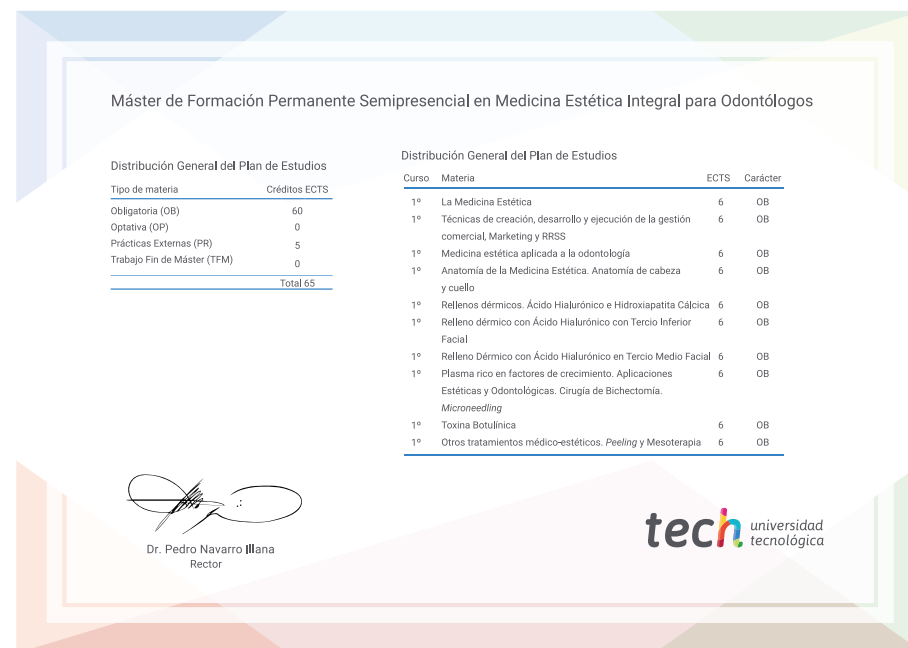 Máster de Formación Permanente Semipresencial en Medicina Estética Integral para Odontólogos
Distribución General del Plan de Estudios
Tipo de materia Créditos ECTS
Obligatoria (OB) 60
Optativa (OP) 0
Prácticas Externas (PR) 5
Trabajo Fin de Máster (TFM) 0
Total 65
Distribución General del Plan de Estudios
Curso Materia ECTS Carácter
1º La Medicina Estética 6 OB
1º Técnicas de creación, desarrollo y ejecución de la gestión 6 OB
comercial, Marketing y RRSS
1º Medicina estética aplicada a la odontología 6 OB
1º Anatomía de la Medicina Estética. Anatomía de cabeza 6 OB
y cuello
1º Rellenos dérmicos. Ácido Hialurónico e Hidroxiapatita Cálcica 6 OB
1º Relleno dérmico con Ácido Hialurónico con Tercio Inferior 6 OB
Facial
1º Relleno Dérmico con Ácido Hialurónico en Tercio Medio Facial 6 OB
1º Plasma rico en factores de crecimiento. Aplicaciones 6 OB
Estéticas y Odontológicas. Cirugía de Bichectomía.
Microneedling
1º Toxina Botulínica 6 OB
1º Otros tratamientos médico-estéticos. Peeling y Mesoterapia 6 OB
Dr. Pedro Navarro Illana
Rector
tech universidad
tecnológica